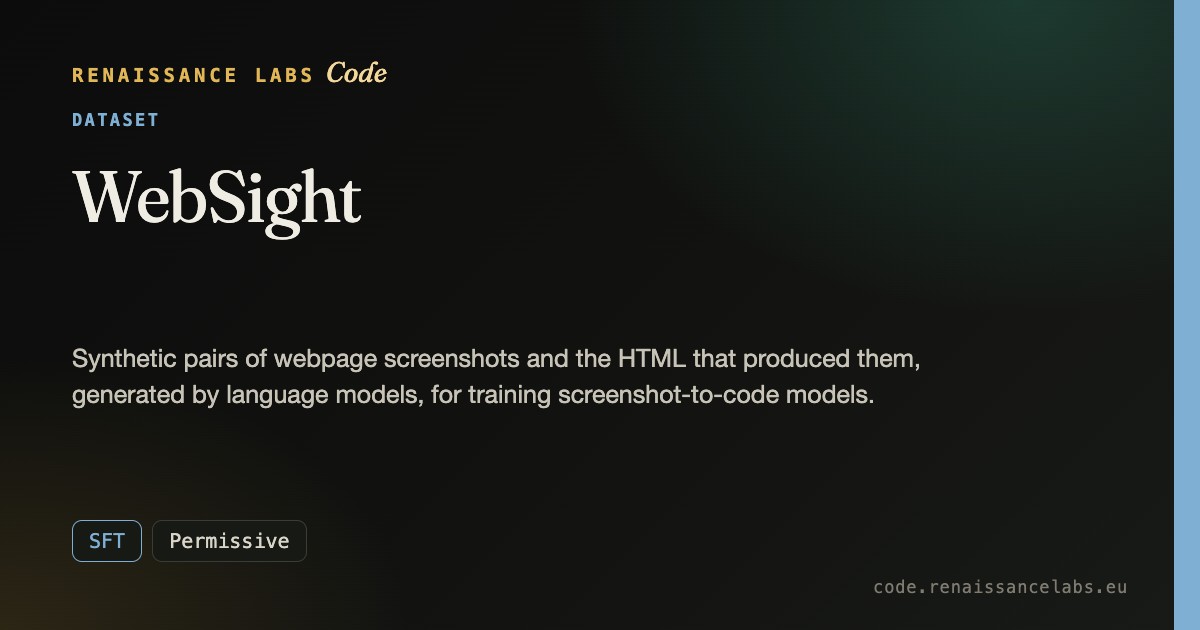 RENAISSANCE LABS Code
DATASET
WebSight
Synthetic pairs of webpage screenshots and the HTML that produced them,
generated by language models, for training screenshot-to-code models.
SFT Permissive
code.renaissancelabs.eu